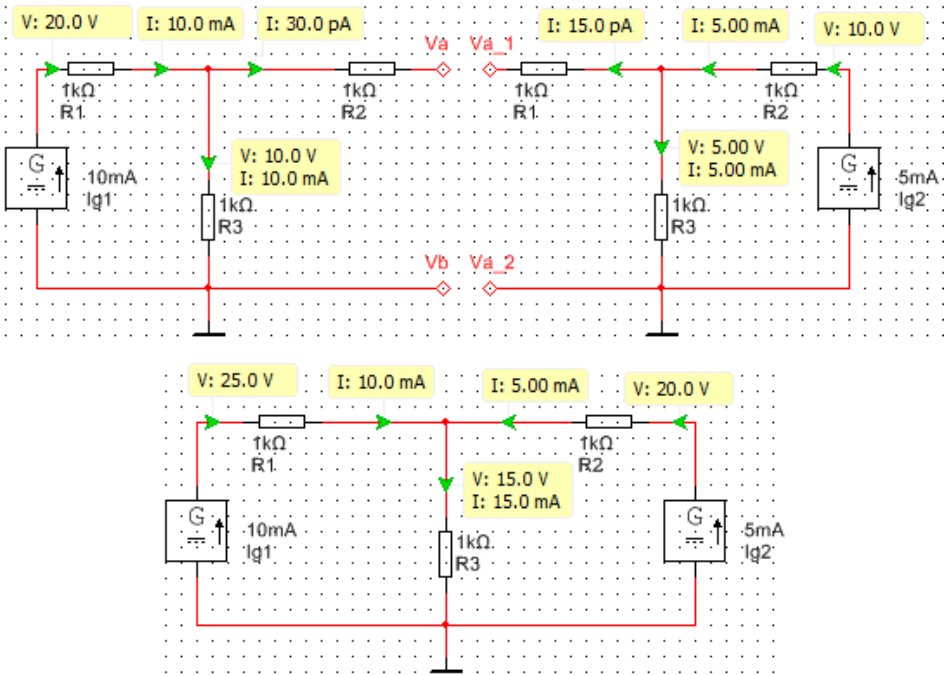 V: 20.0 V I: 10.0 mA I: 30.0 pA Va Va_1 I: 15.0 pA I: 5.00 mA V: 10.0 V
1kΩ 1kΩ 1kΩ 1kΩ
R1 R2 R1 R2
G 10mA V: 10.0 V V: 5.00 V G 5mA
Ig1 I: 10.0 mA I: 5.00 mA Ig2
1kΩ 1kΩ
R3 R3
Vb Va_2
V: 25.0 V I: 10.0 mA I: 5.00 mA V: 20.0 V
1kΩ 1kΩ
R1 R2
V: 15.0 V
I: 15.0 mA
G 10mA G 5mA
Ig1 1kΩ Ig2
R3